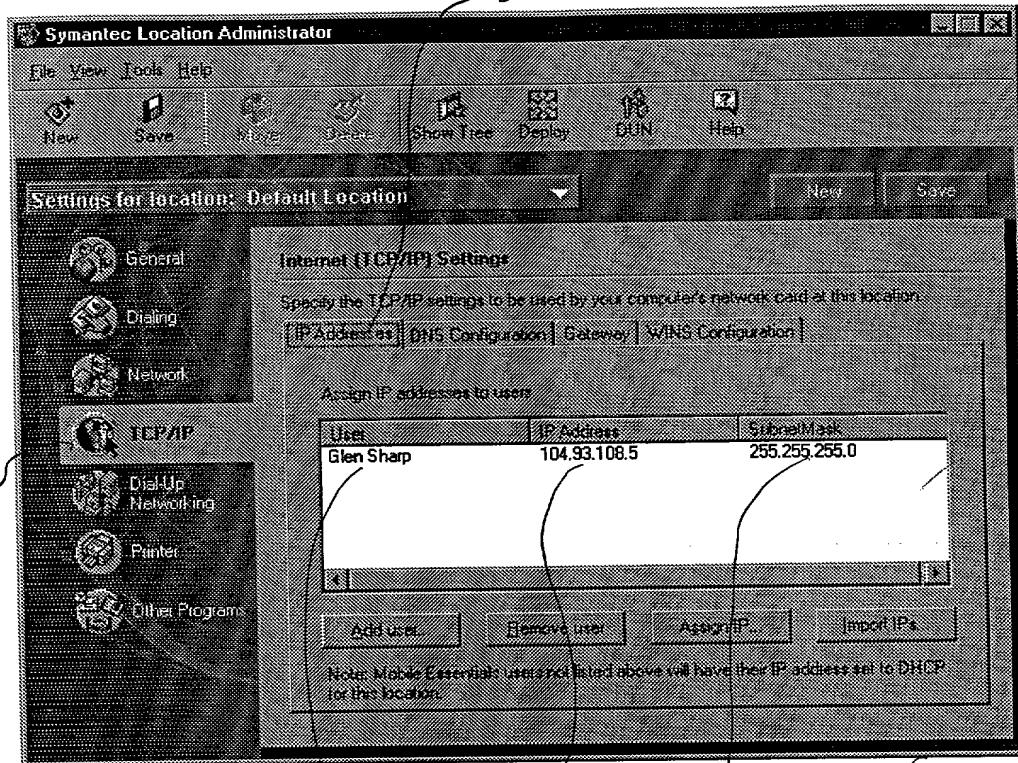 Symantec Location Administrator
File View Tools Help
New Save Move Delete Show Tree Deploy DUN Help
Settings for location: Default Location New Save
General
Dialing
Network
TCP/IP
Dial-Up
Networking
Printer
Other Programs
Internet (TCP/IP) Settings
Specify the TCP/IP settings to be used by your computer's network card at this location.
IP Addresses DNS Configuration Gateway WINS Configuration
Assign IP addresses to users
User IP Address SubnetMask
Glen Sharp 104.93.108.5 255.255.255.0
Add user... Remove user Assign IP... Import IPs...
Note: Mobile Essentials users not listed above will have their IP address set to DHCP
for this location.